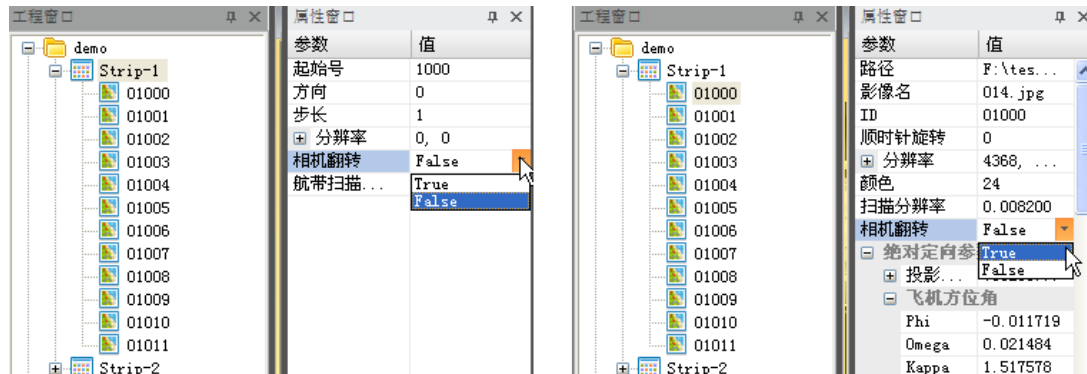 工程窗口
demo
Strip-1
01000
01001
01002
01003
01004
01005
01006
01007
01008
01009
01010
01011
Strip-2
属性窗口
参数 值
起始号 1000
方向 0
步长 1
分辨率 0, 0
相机翻转 False
航带扫描...
True
False
工程窗口
demo
Strip-1
01000
01001
01002
01003
01004
01005
01006
01007
01008
01009
01010
01011
Strip-2
属性窗口
参数 值
路径 F:\tes...
影像名 014.jpg
ID 01000
顺时针旋转 0
分辨率 4368, ...
颜色 24
扫描分辨率 0.008200
相机翻转 False
绝对定向参 True
投影... False
飞机方位角
Phi -0.011719
Omega 0.021484
Kappa 1.517578